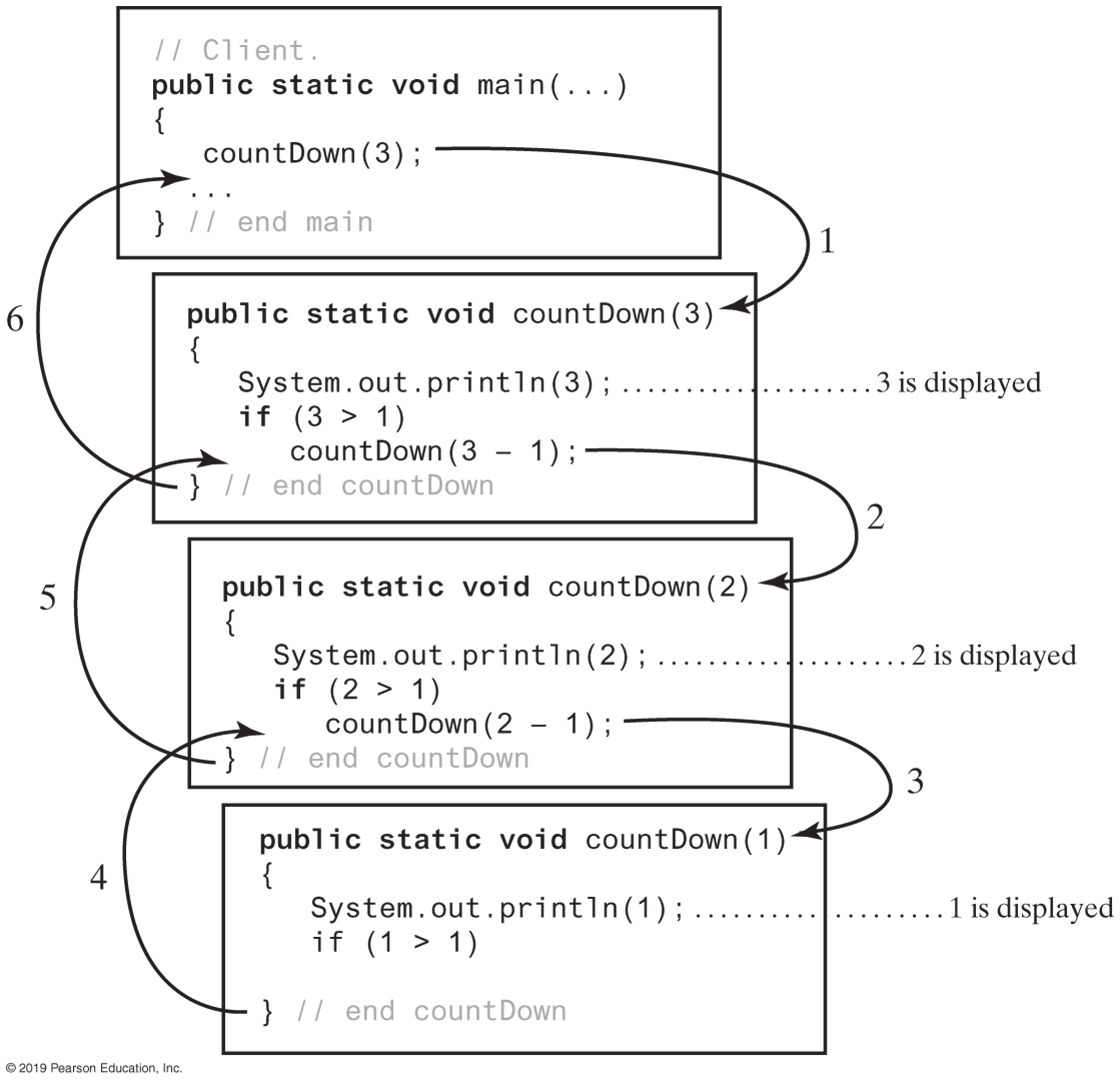 // Client.
public static void main(...)
{
countDown(3);
...
} // end main
1
6
public static void countDown(3)
{
System.out.println(3); .................... 3 is displayed
if (3 > 1)
countDown(3 – 1);
} // end countDown
2
5
public static void countDown(2)
{
System.out.println(2); .................... 2 is displayed
if (2 > 1)
countDown(2 – 1);
} // end countDown
3
4
public static void countDown(1)
{
System.out.println(1); .................... 1 is displayed
if (1 > 1)
} // end countDown
© 2019 Pearson Education, Inc.